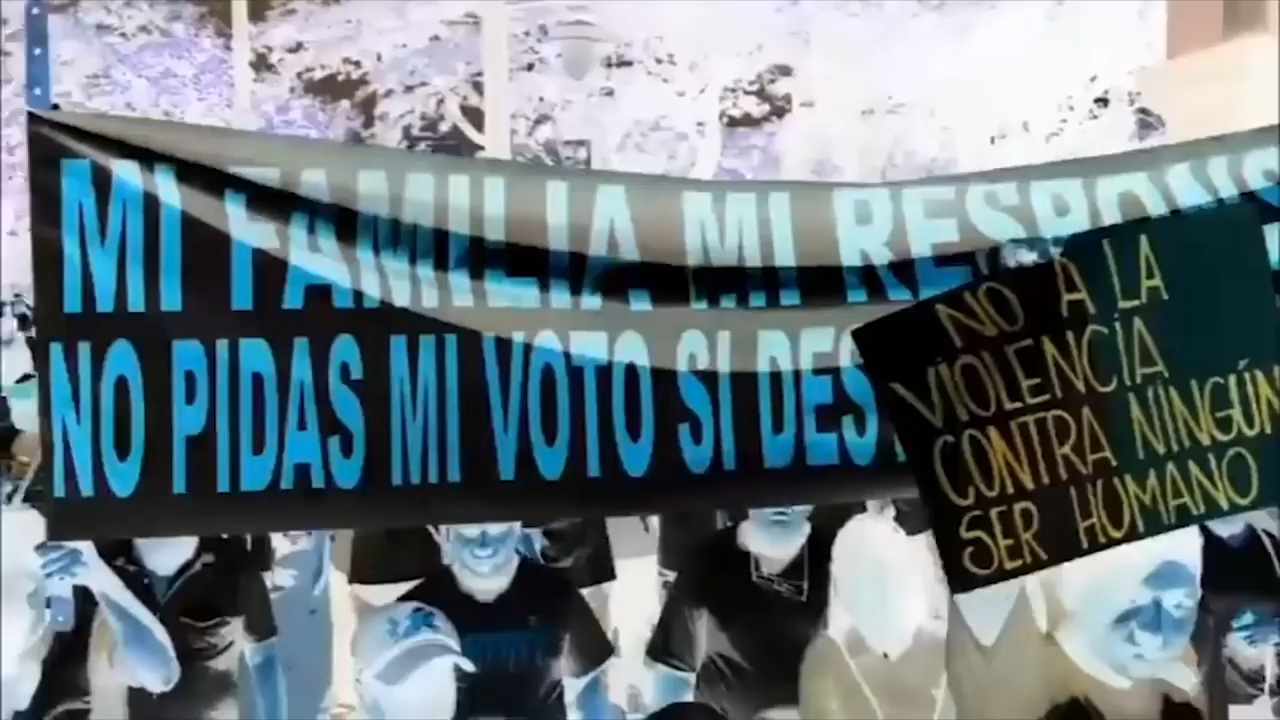 MI FAMILIA MI RESPONS
NO PIDAS MI VOTO SI DES
NO A LA
VIOLENCIA
CONTRA NINGÚN
SER HUMANO